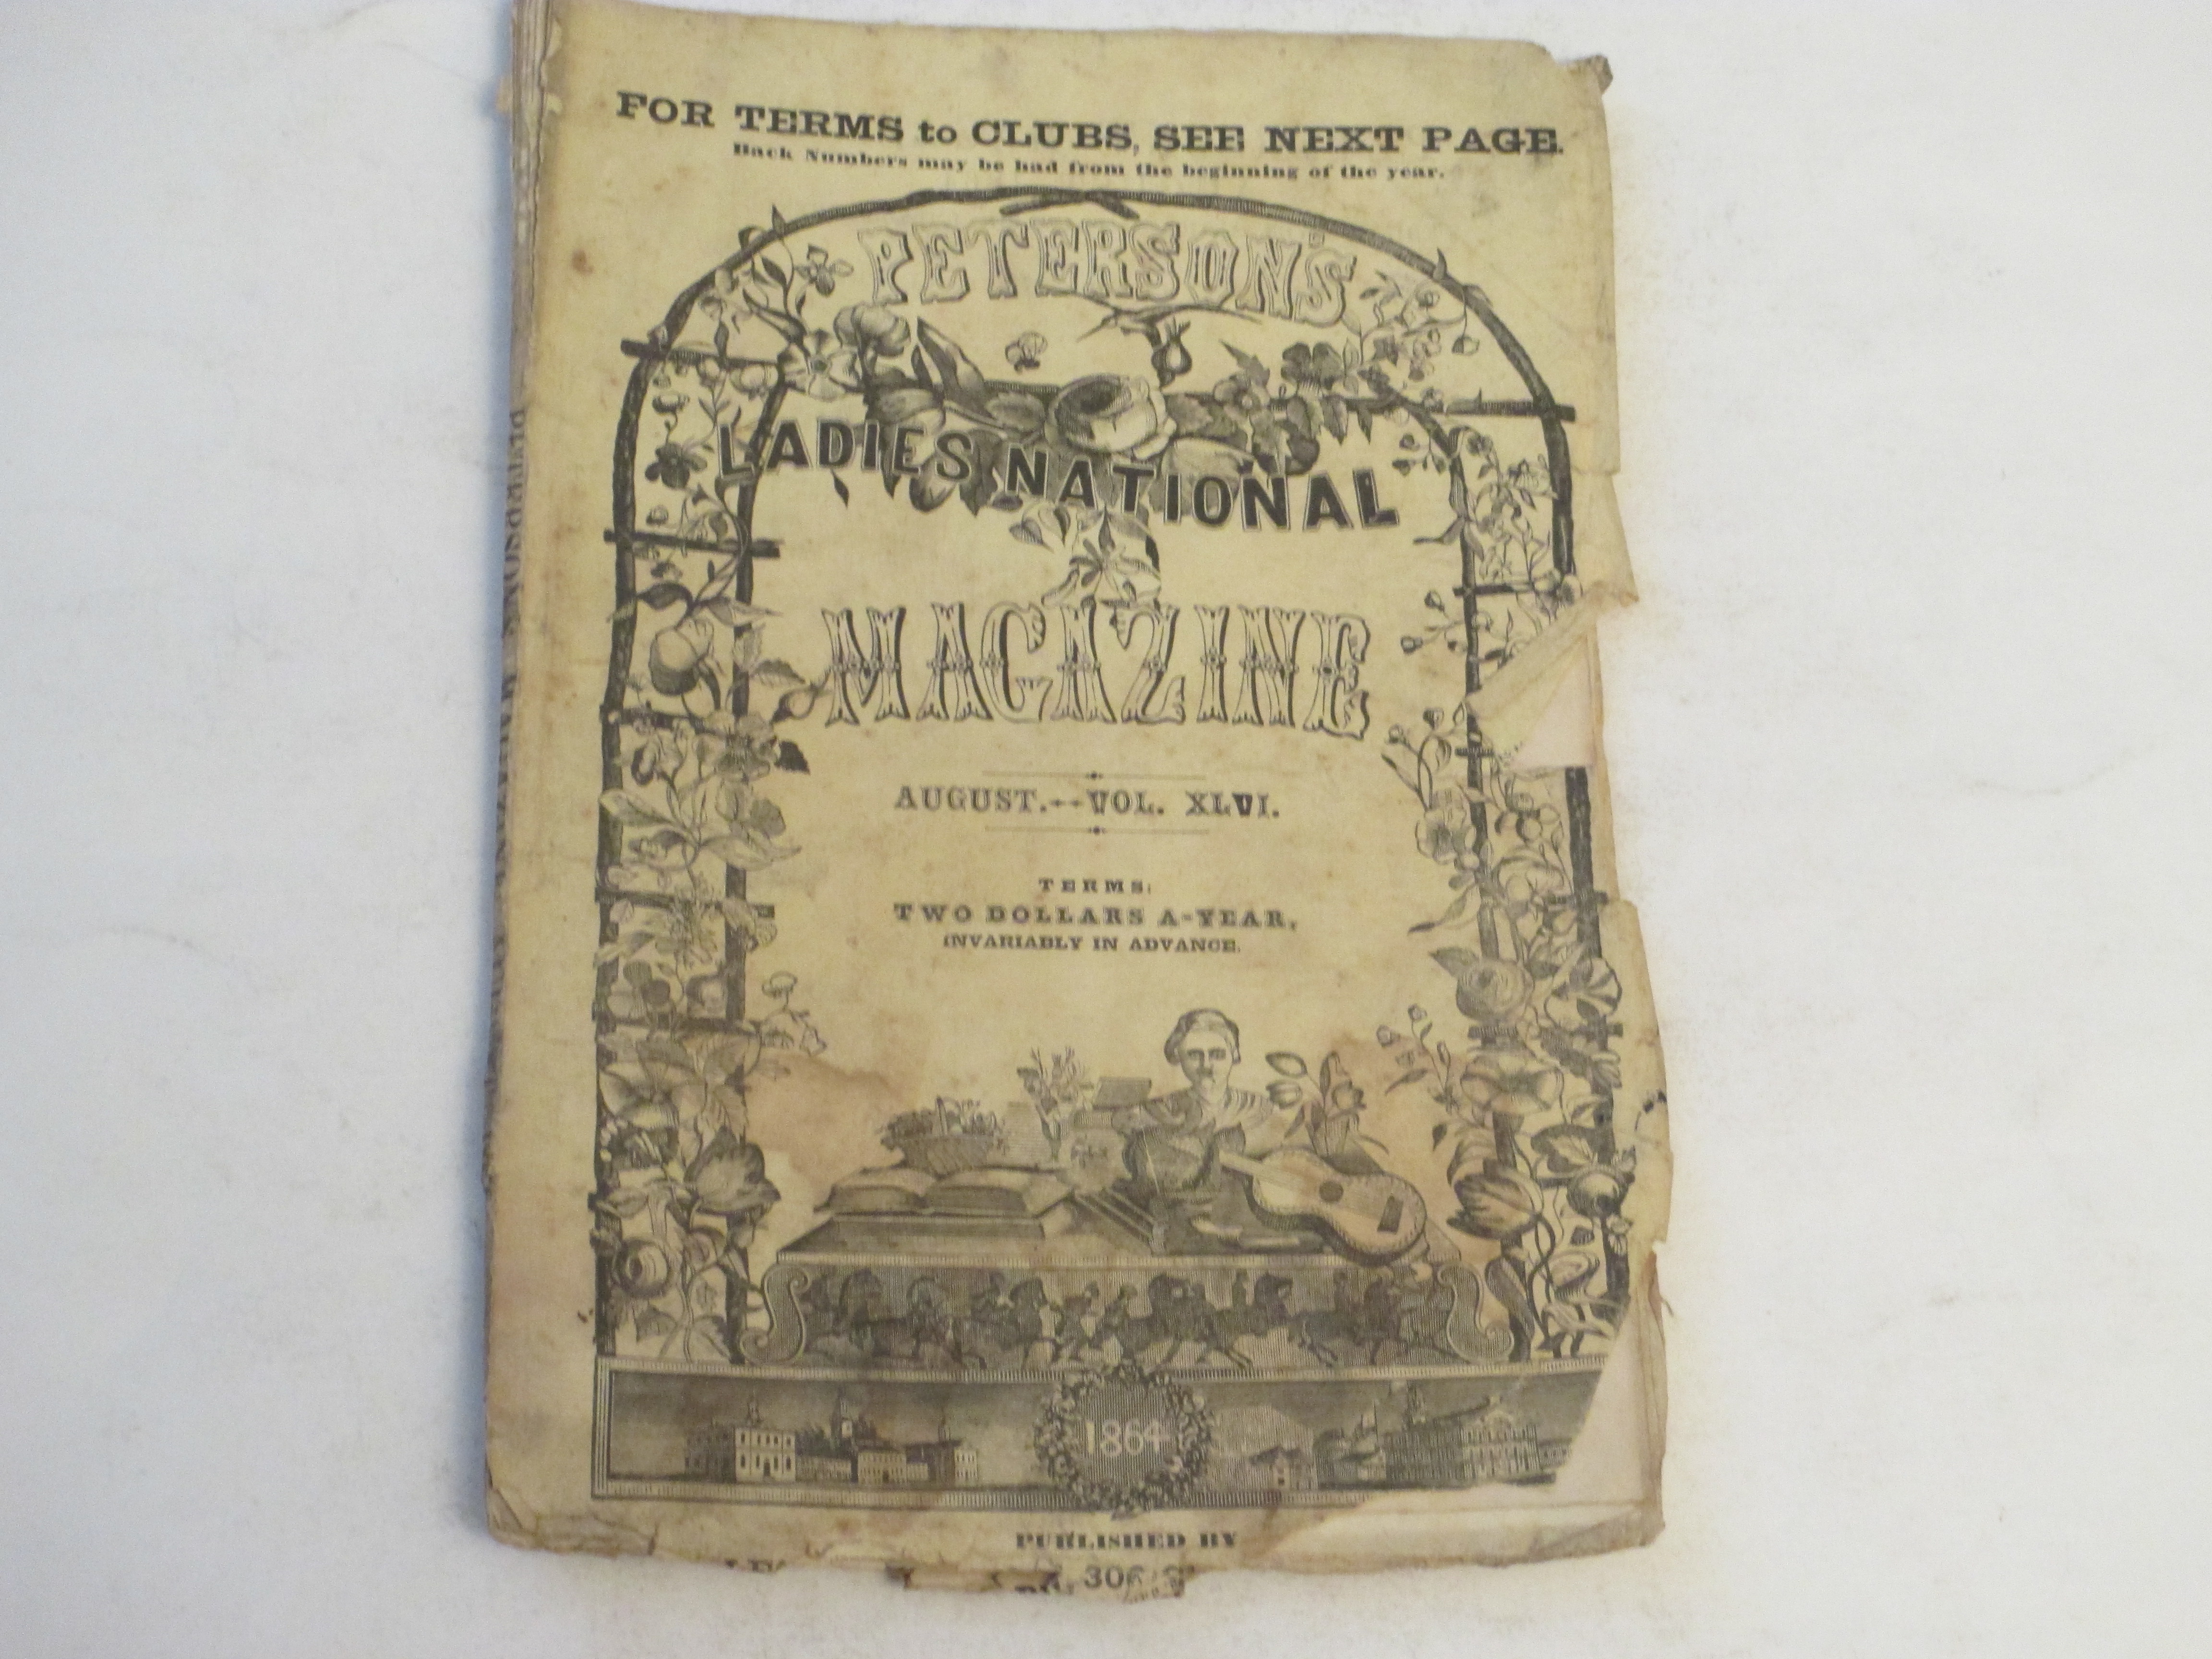 FOR TERMS to CLUBS, SEE NEXT PAGE.
Back Numbers may be had from the beginning of the year.
PETERSON'S
LADIES NATIONAL
MAGAZINE
AUGUST.--VOL. XLVI.
TERMS:
TWO DOLLARS A-YEAR,
INVARIABLY IN ADVANCE.
1864
PUBLISHED BY
306